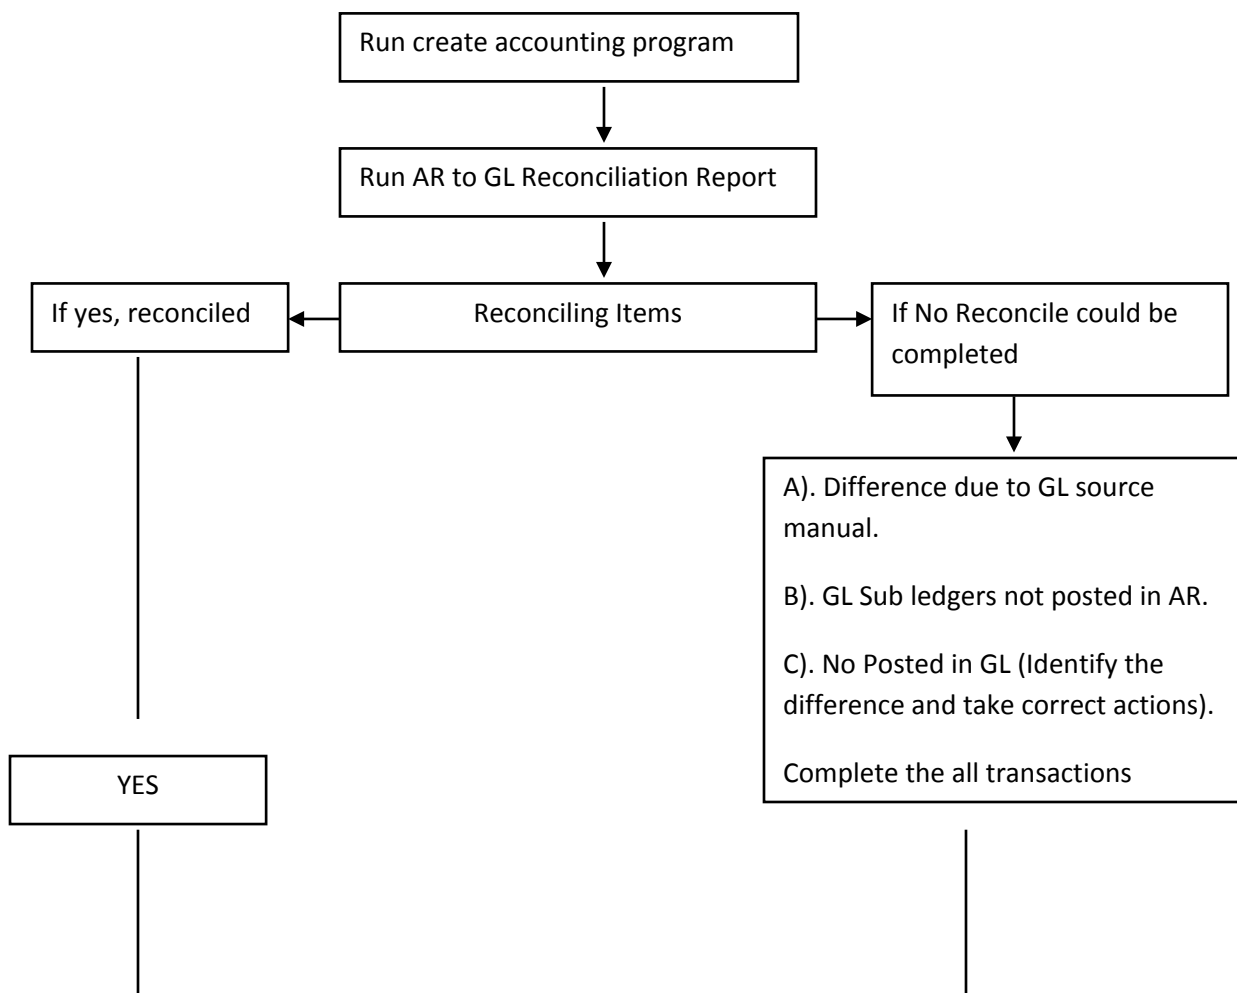 Run create accounting program
Run AR to GL Reconciliation Report
If yes, reconciled
Reconciling Items
If No Reconcile could be
completed
A). Difference due to GL source
manual.
B). GL Sub ledgers not posted in AR.
C). No Posted in GL (Identify the
difference and take correct actions).
Complete the all transactions
YES